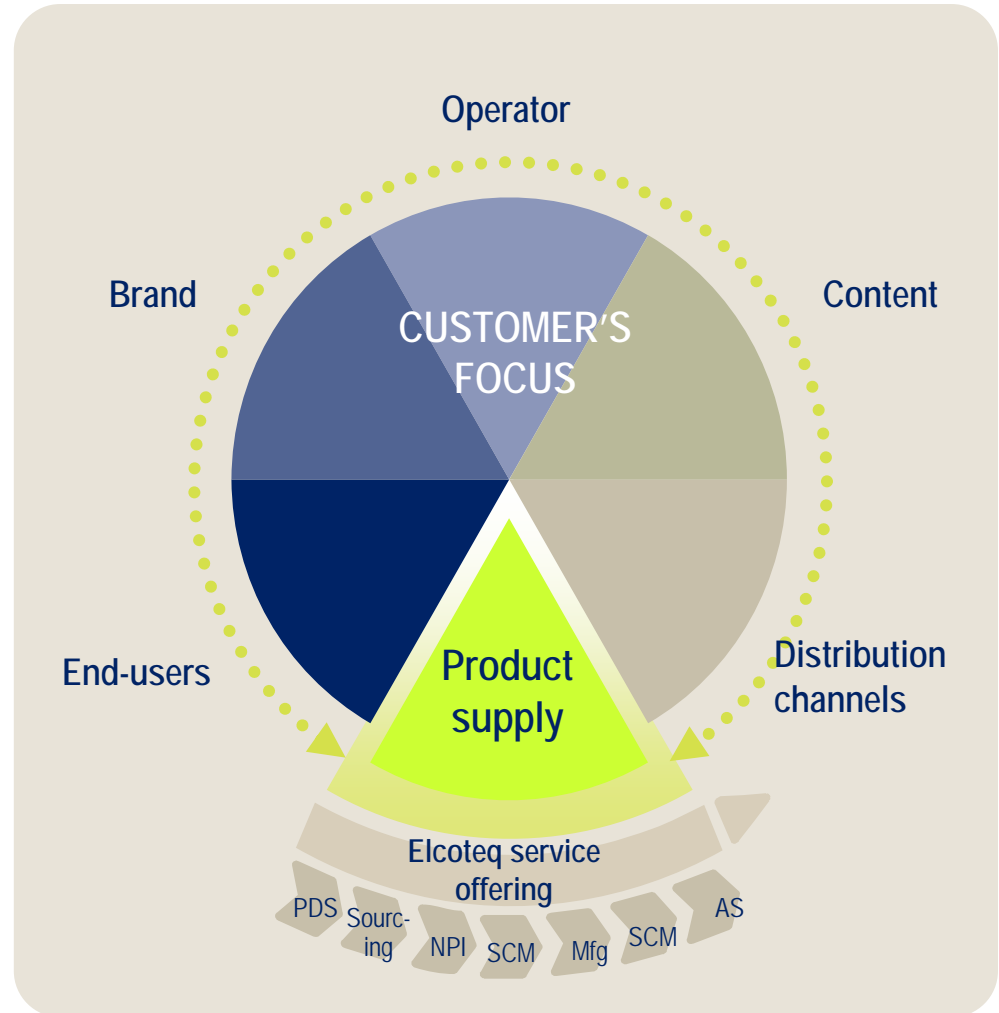 Operator
Brand
Content
CUSTOMER'S
FOCUS
End-users
Product
supply
Distribution
channels
Elcoteq service
offering
PDS
Sourc-
ing
NPI
SCM
Mfg
SCM
AS